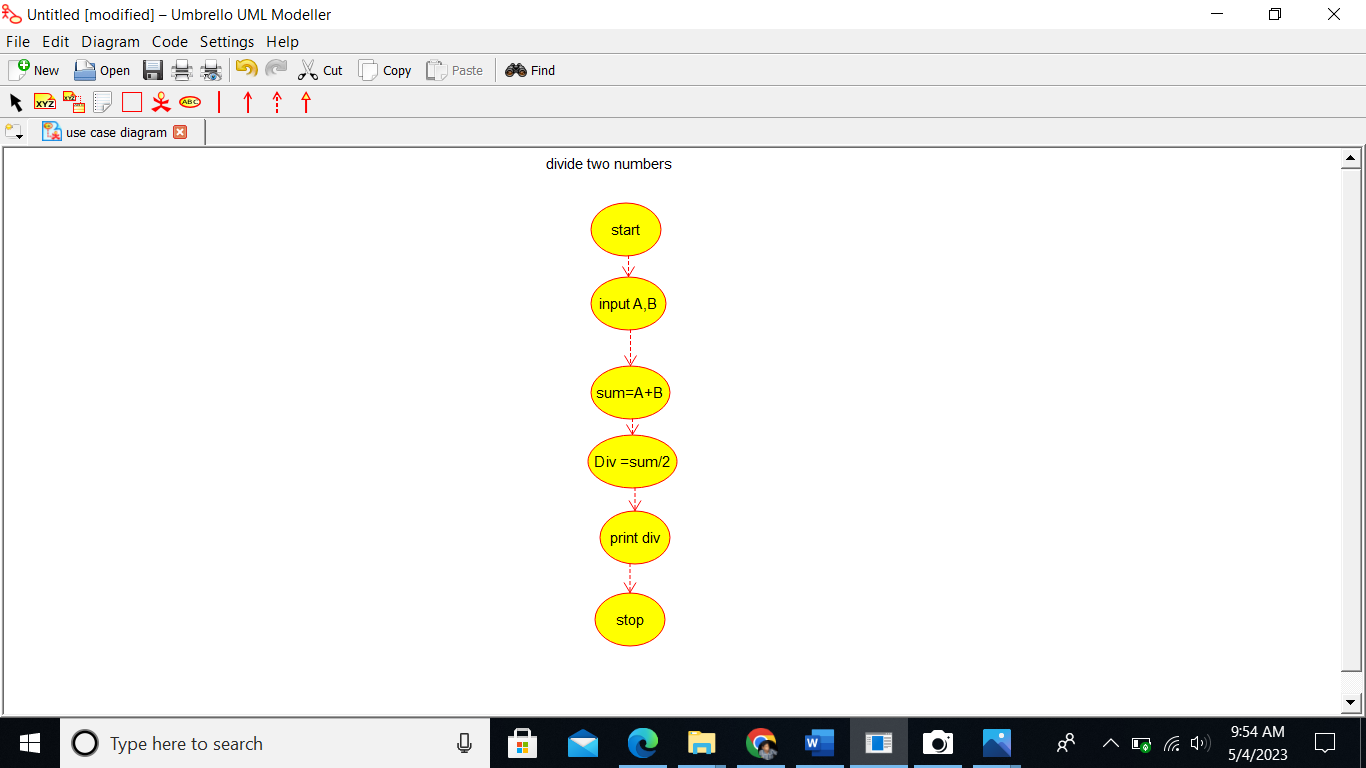 Untitled [modified] – Umbrello UML Modeller
File Edit Diagram Code Settings Help
New Open Cut Copy Paste Find
XYZ XYZ ABC
use case diagram
divide two numbers
start
input A,B
sum=A+B
Div =sum/2
print div
stop
Type here to search
W
9:54 AM
5/4/2023